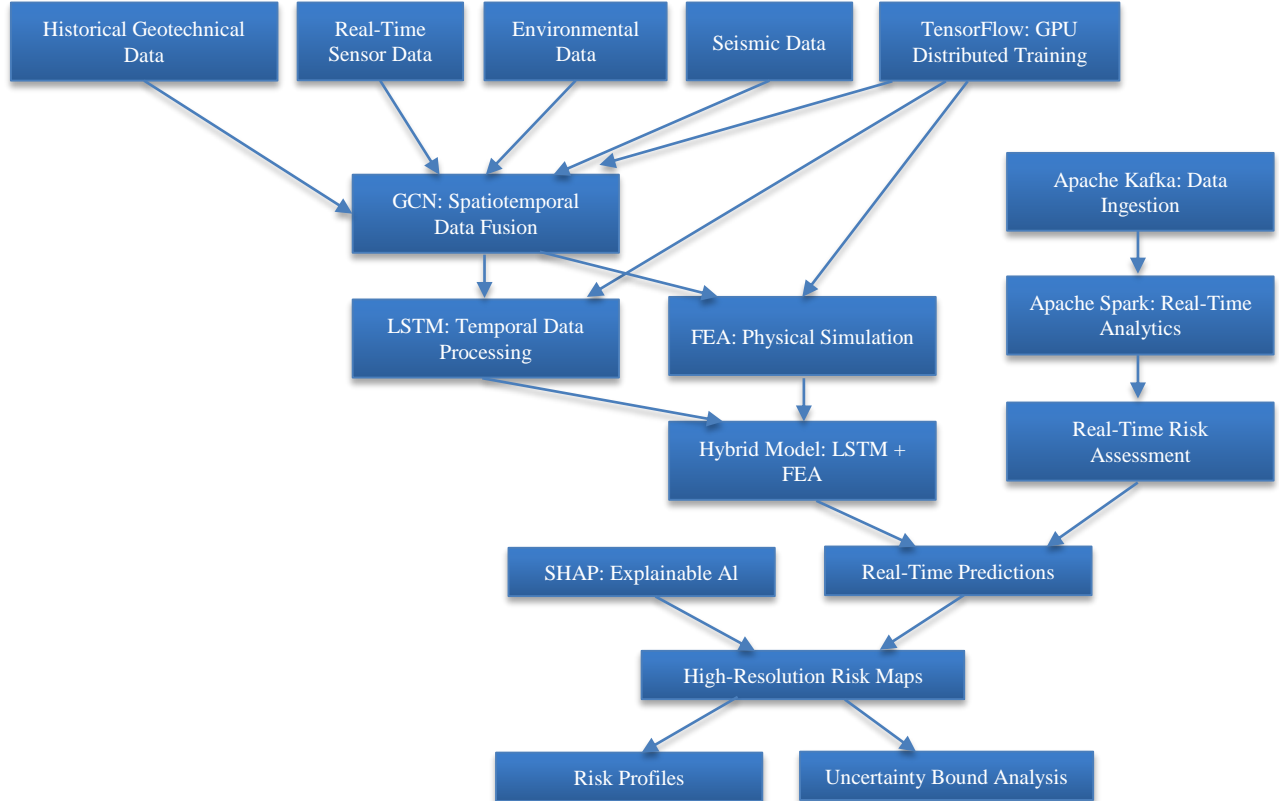 Historical Geotechnical
Data
Real-Time
Sensor Data
Environmental
Data
Seismic Data
TensorFlow: GPU
Distributed Training
GCN: Spatiotemporal
Data Fusion
Apache Kafka: Data
Ingestion
LSTM: Temporal Data
Processing
FEA: Physical Simulation
Apache Spark: Real-Time
Analytics
Hybrid Model: LSTM +
FEA
Real-Time Risk
Assessment
SHAP: Explainable Al
Real-Time Predictions
High-Resolution Risk Maps
Risk Profiles
Uncertainty Bound Analysis